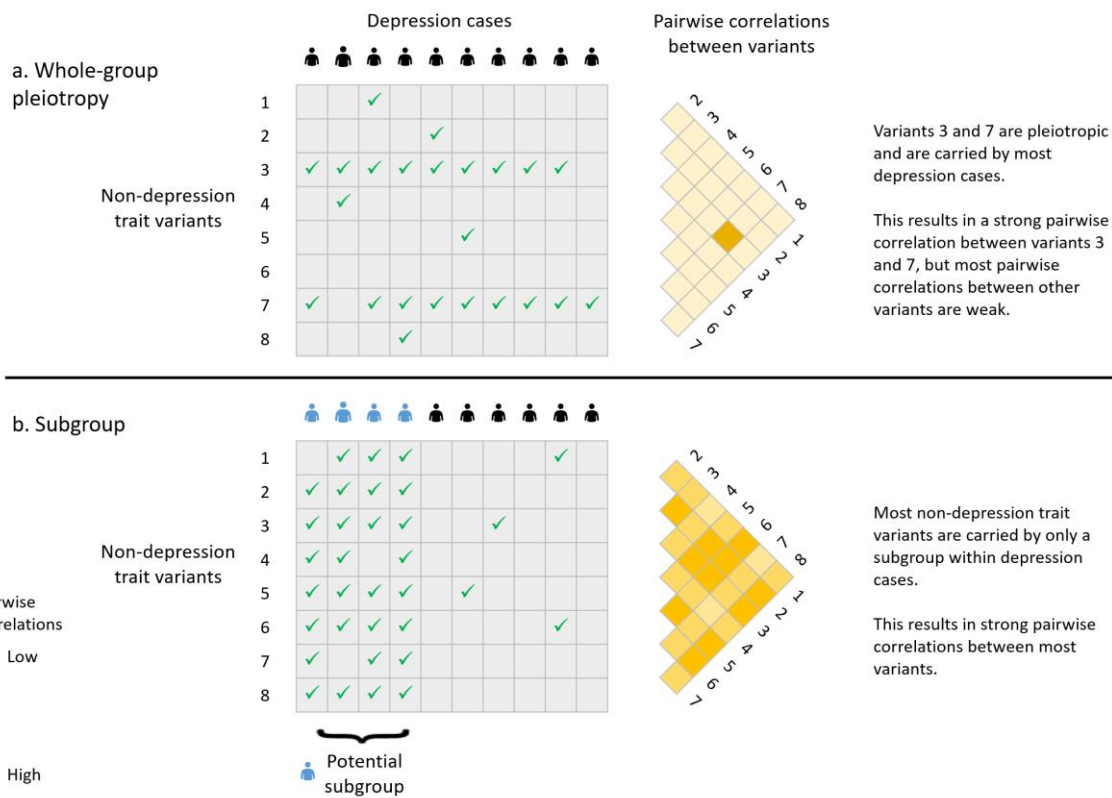 Depression cases
Pairwise correlations
between variants
a. Whole-group
pleiotropy
1
2
3
4
5
6
7
8
Non-depression
trait variants
2
3
4
5
6
7
8
1
2
3
4
5
6
7
Variants 3 and 7 are pleiotropic
and are carried by most
depression cases.
This results in a strong pairwise
correlation between variants 3
and 7, but most pairwise
correlations between other
variants are weak.
b. Subgroup
1
2
3
4
5
6
7
8
Non-depression
trait variants
rwise
relations
Low
High
Potential
subgroup
2
3
4
5
6
7
8
1
2
3
4
5
6
7
Most non-depression trait
variants are carried by only a
subgroup within depression
cases.
This results in strong pairwise
correlations between most
variants.